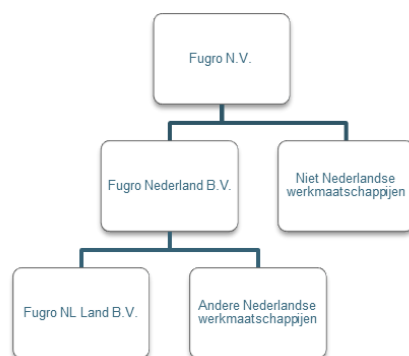 Fugro N.V.
Fugro Nederland B.V.
Niet Nederlandse
werkmaatschappijen
Fugro NL Land B.V.
Andere Nederlandse
werkmaatschappijen